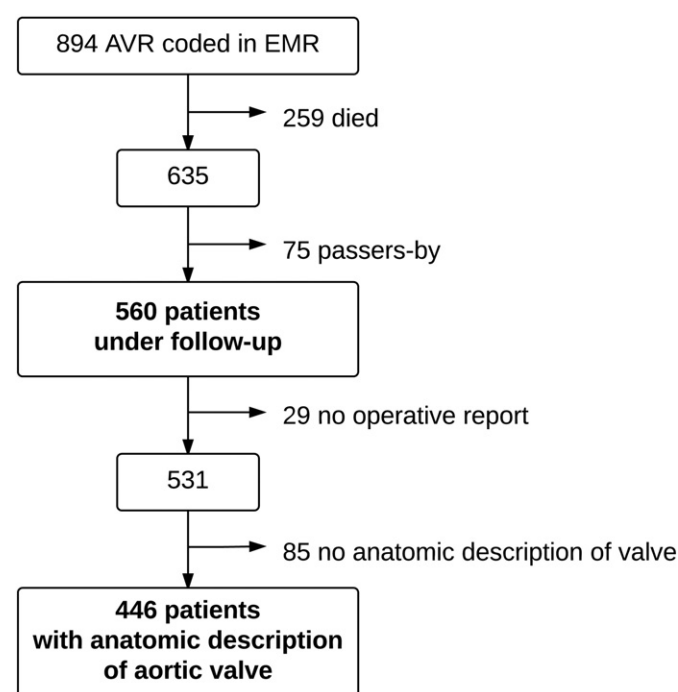 894 AVR coded in EMR
259 died
635
75 passers-by
560 patients
under follow-up
29 no operative report
531
85 no anatomic description of valve
446 patients
with anatomic description
of aortic valve